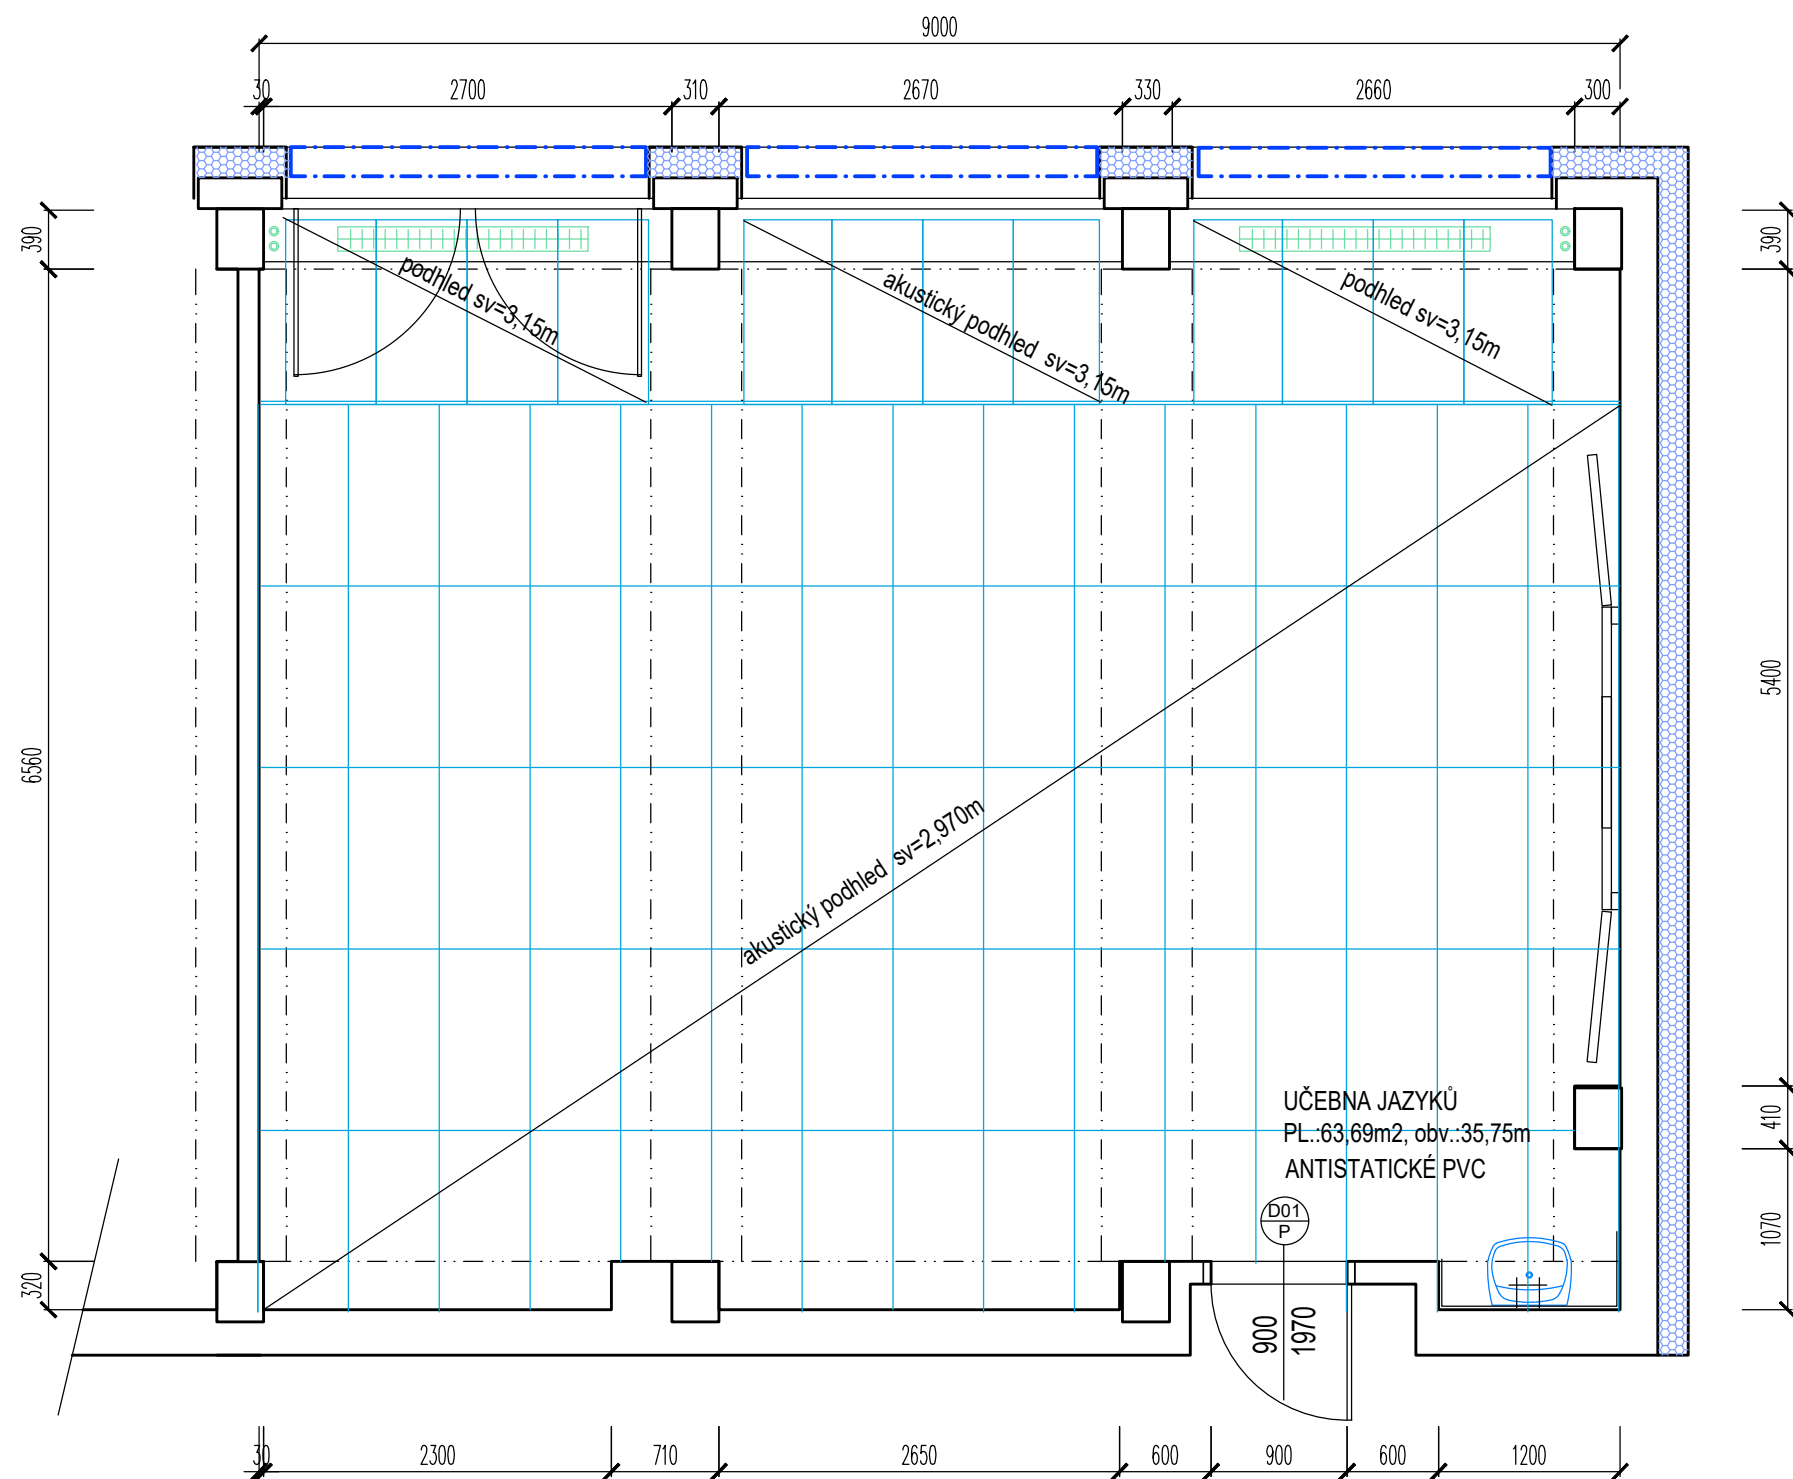 9000
30 2700 310 2670 330 2660 300
390
390
podhled sv=3,15m
akustický podhled sv=3,15m
podhled sv=3,15m
6560
5400
akustický podhled sv=2,970m
UČEBNA JAZYKŮ
PL.:63,69m2, obv.:35,75m
ANTISTATICKÉ PVC
410
D01
P
1070
320
900
1970
30 2300 710 2650 600 900 600 1200